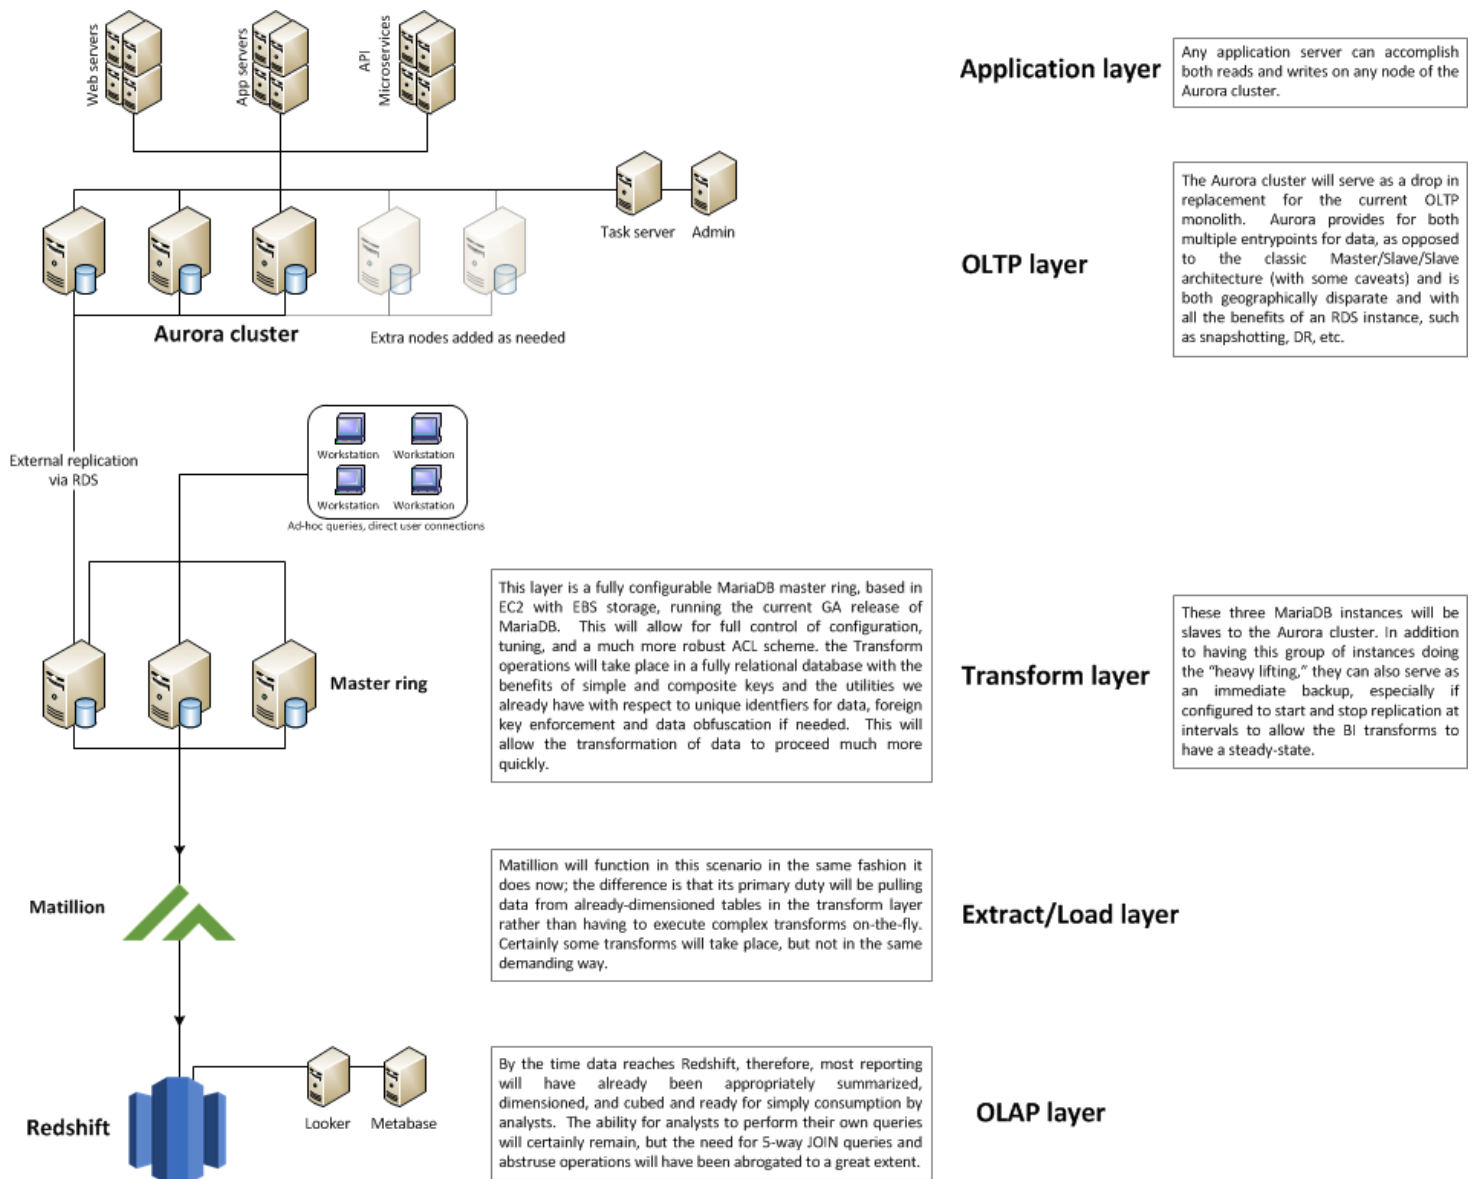 Web servers
App servers
API
Microservices
Application layer
Any application server can accomplish
both reads and writes on any node of the
Aurora cluster.
Task server
Admin
Aurora cluster
Extra nodes added as needed
OLTP layer
The Aurora cluster will serve as a drop in
replacement for the current OLTP
monolith. Aurora provides for both
multiple entrypoints for data, as opposed
to the classic Master/Slave/Slave
architecture (with some caveats) and is
both geographically disparate and with
all the benefits of an RDS instance, such
as snapshotting, DR, etc.
External replication
via RDS
Workstation
Workstation
Workstation
Workstation
Ad-hoc queries, direct user connections
Master ring
This layer is a fully configurable MariaDB master ring, based in
EC2 with EBS storage, running the current GA release of
MariaDB. This will allow for full control of configuration,
tuning, and a much more robust ACL scheme. the Transform
operations will take place in a fully relational database with the
benefits of simple and composite keys and the utilities we
already have with respect to unique identfiers for data, foreign
key enforcement and data obfuscation if needed. This will
allow the transformation of data to proceed much more
quickly.
Transform layer
These three MariaDB instances will be
slaves to the Aurora cluster. In addition
to having this group of instances doing
the “heavy lifting,” they can also serve as
an immediate backup, especially if
configured to start and stop replication at
intervals to allow the BI transforms to
have a steady-state.
Matillion
Matillion will function in this scenario in the same fashion it
does now; the difference is that its primary duty will be pulling
data from already-dimensioned tables in the transform layer
rather than having to execute complex transforms on-the-fly.
Certainly some transforms will take place, but not in the same
demanding way.
Extract/Load layer
Redshift
Looker
Metabase
By the time data reaches Redshift, therefore, most reporting
will have already been appropriately summarized,
dimensioned, and cubed and ready for simply consumption by
analysts. The ability for analysts to perform their own queries
will certainly remain, but the need for 5-way JOIN queries and
abstruse operations will have been abrogated to a great extent.
OLAP layer